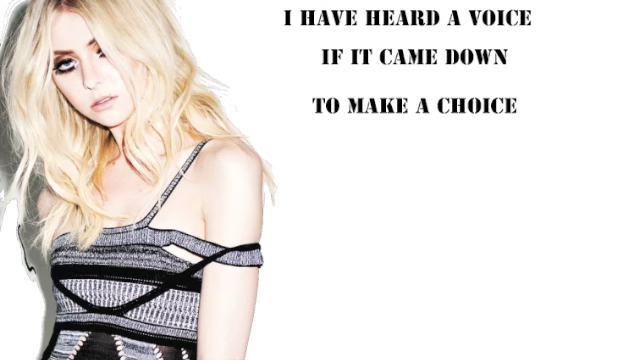 I HAVE HEARD A VOICE
IF IT CAME DOWN
TO MAKE A CHOICE